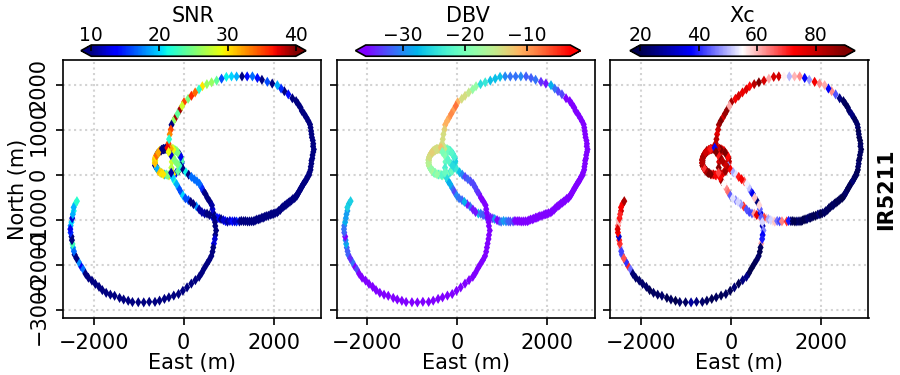 SNR DBV Xc
10 20 30 40 −30 −20 −10 20 40 60 80
North (m)
2000
1000
0
−1000
−2000
−3000
−2000 0 2000 −2000 0 2000 −2000 0 2000
East (m) East (m) East (m)
IR5211